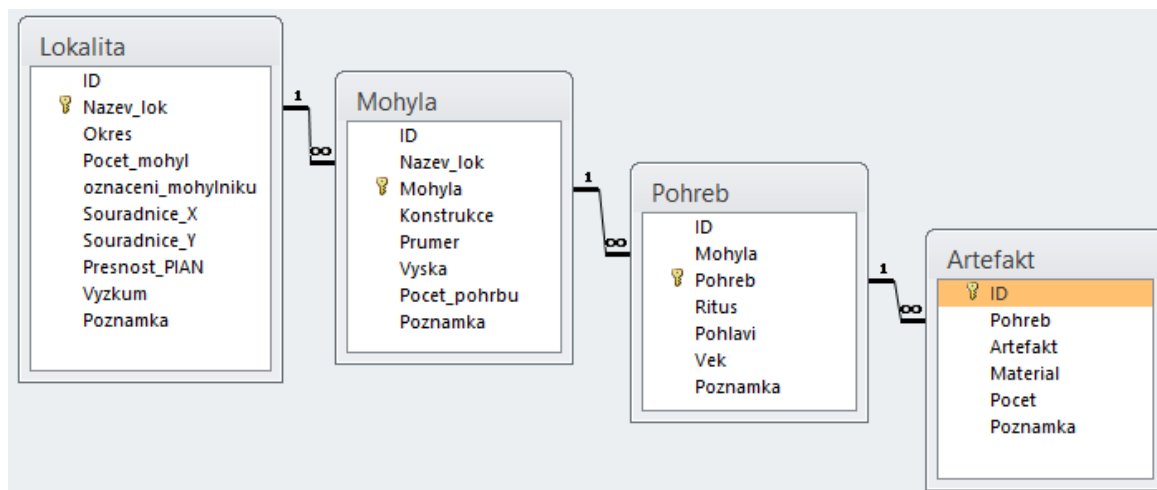 Lokalita
ID
Nazev_lok
Okres
Pocet_mohyl
oznaceni_mohylniku
Souradnice_X
Souradnice_Y
Presnost_PIAN
Vyzkum
Poznamka
1
∞
Mohyla
ID
Nazev_lok
Mohyla
Konstrukce
Prumer
Vyska
Pocet_pohrbu
Poznamka
1
∞
Pohreb
ID
Mohyla
Pohreb
Ritus
Pohlavi
Vek
Poznamka
1
∞
Artefakt
ID
Pohreb
Artefakt
Material
Pocet
Poznamka